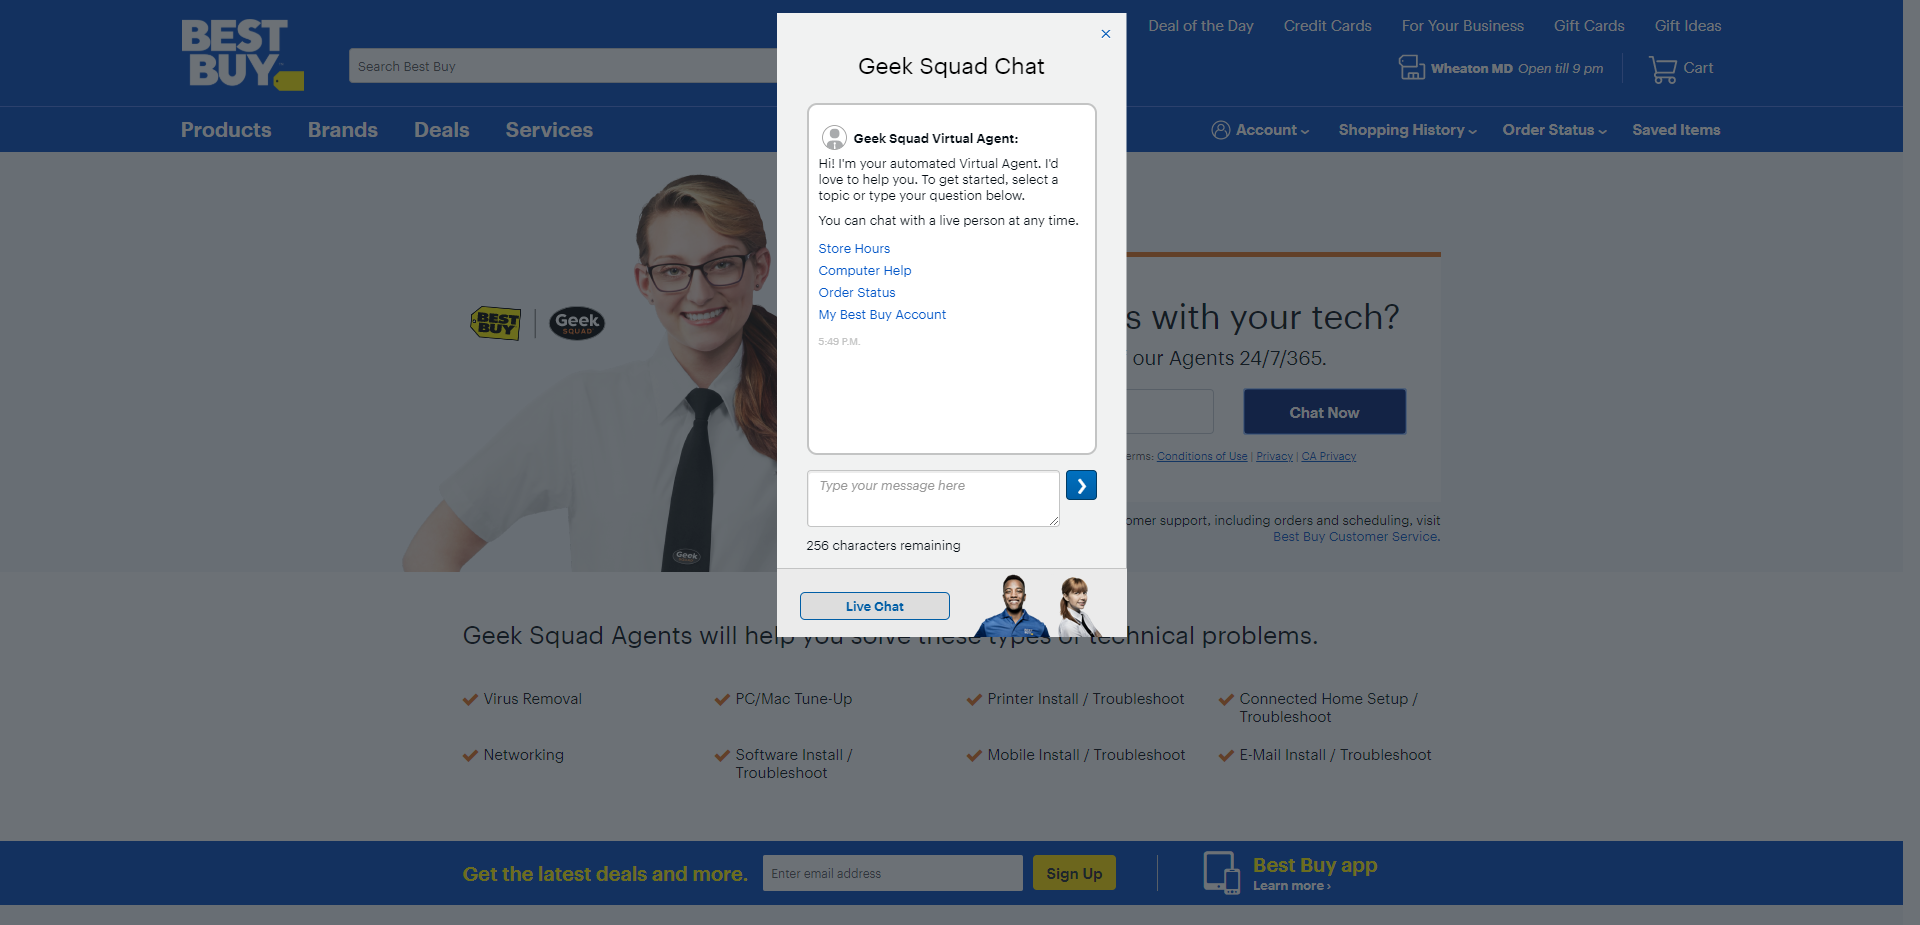 BEST
BUY
Search Best Buy
Deal of the Day
Credit Cards
For Your Business
Gift Cards
Gift Ideas
Wheaton MD Open till 9 pm
Cart
Products
Brands
Deals
Services
Account
Shopping History
Order Status
Saved Items
BEST
BUY
Geek
SQUAD
Geek
s with your tech?
our Agents 24/7/365.
Chat Now
erms: Conditions of Use | Privacy | CA Privacy
omer support, including orders and scheduling, visit
Best Buy Customer Service.
Geek Squad Chat
Geek Squad Virtual Agent:
Hi! I'm your automated Virtual Agent. I'd
love to help you. To get started, select a
topic or type your question below.
You can chat with a live person at any time.
Store Hours
Computer Help
Order Status
My Best Buy Account
5:49 P.M.
Type your message here
256 characters remaining
Live Chat
Geek Squad Agents will help you solve these types of technical problems.
Virus Removal
PC/Mac Tune-Up
Printer Install / Troubleshoot
Connected Home Setup /
Troubleshoot
Networking
Software Install /
Troubleshoot
Mobile Install / Troubleshoot
E-Mail Install / Troubleshoot
Get the latest deals and more.
Enter email address
Sign Up
Best Buy app
Learn more ›